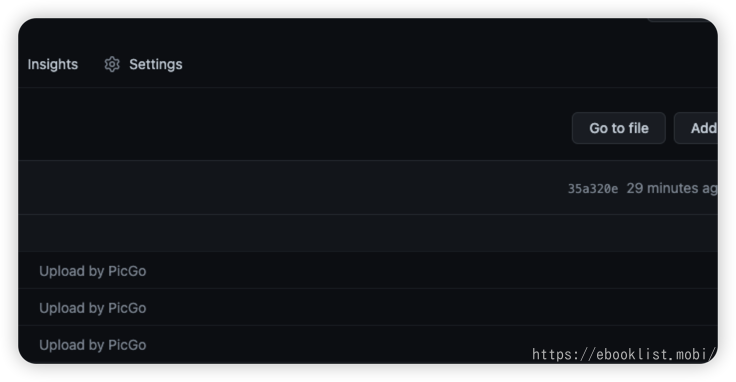 Insights Settings
Go to file Add
35a320e 29 minutes ag
Upload by PicGo
Upload by PicGo
Upload by PicGo
https://ebooklist.mobi/